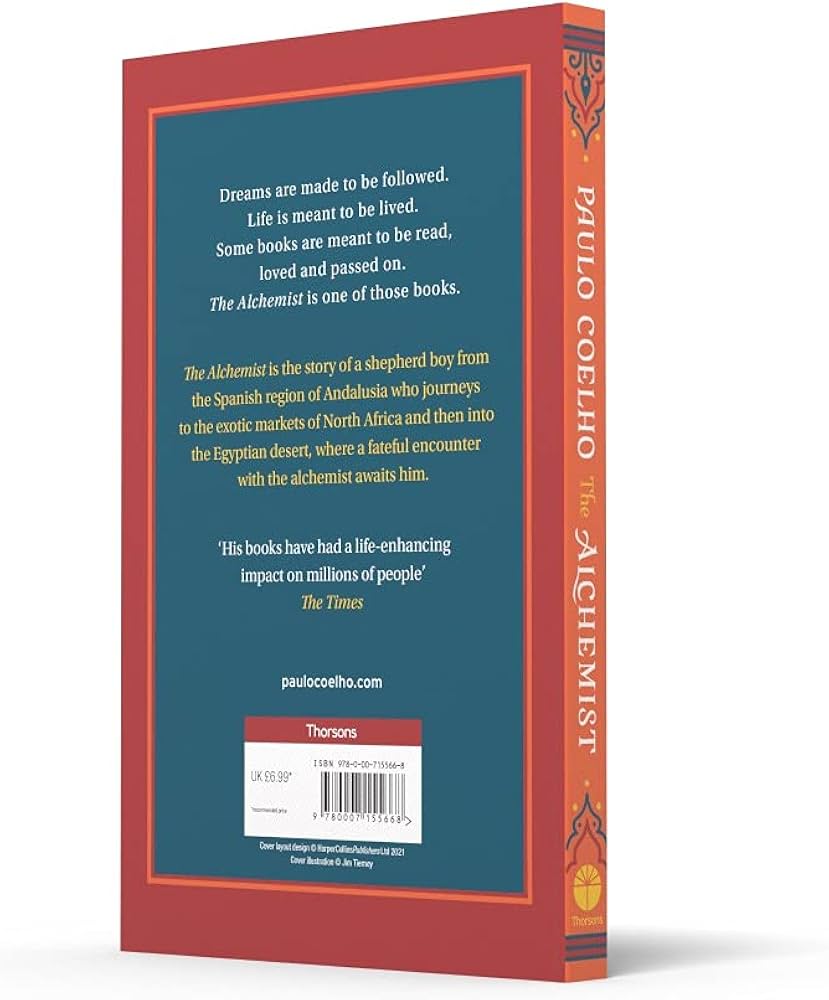 Dreams are made to be followed.
Life is meant to be lived.
Some books are meant to be read,
loved and passed on.
The Alchemist is one of those books.
The Alchemist is the story of a shepherd boy from
the Spanish region of Andalusia who journeys
to the exotic markets of North Africa and then into
the Egyptian desert, where a fateful encounter
with the alchemist awaits him.
‘His books have had a life-enhancing
impact on millions of people’
The Times
paulocoelho.com
Thorsons
ISBN 978-0-00-715566-8
UK £6.99*
*recommended price
9 780007 155668 >
Cover layout design © HarperCollinsPublishers Ltd 2021
Cover illustration © Jim Tierney
PAULO COELHO The ALCHEMIST
Thorsons